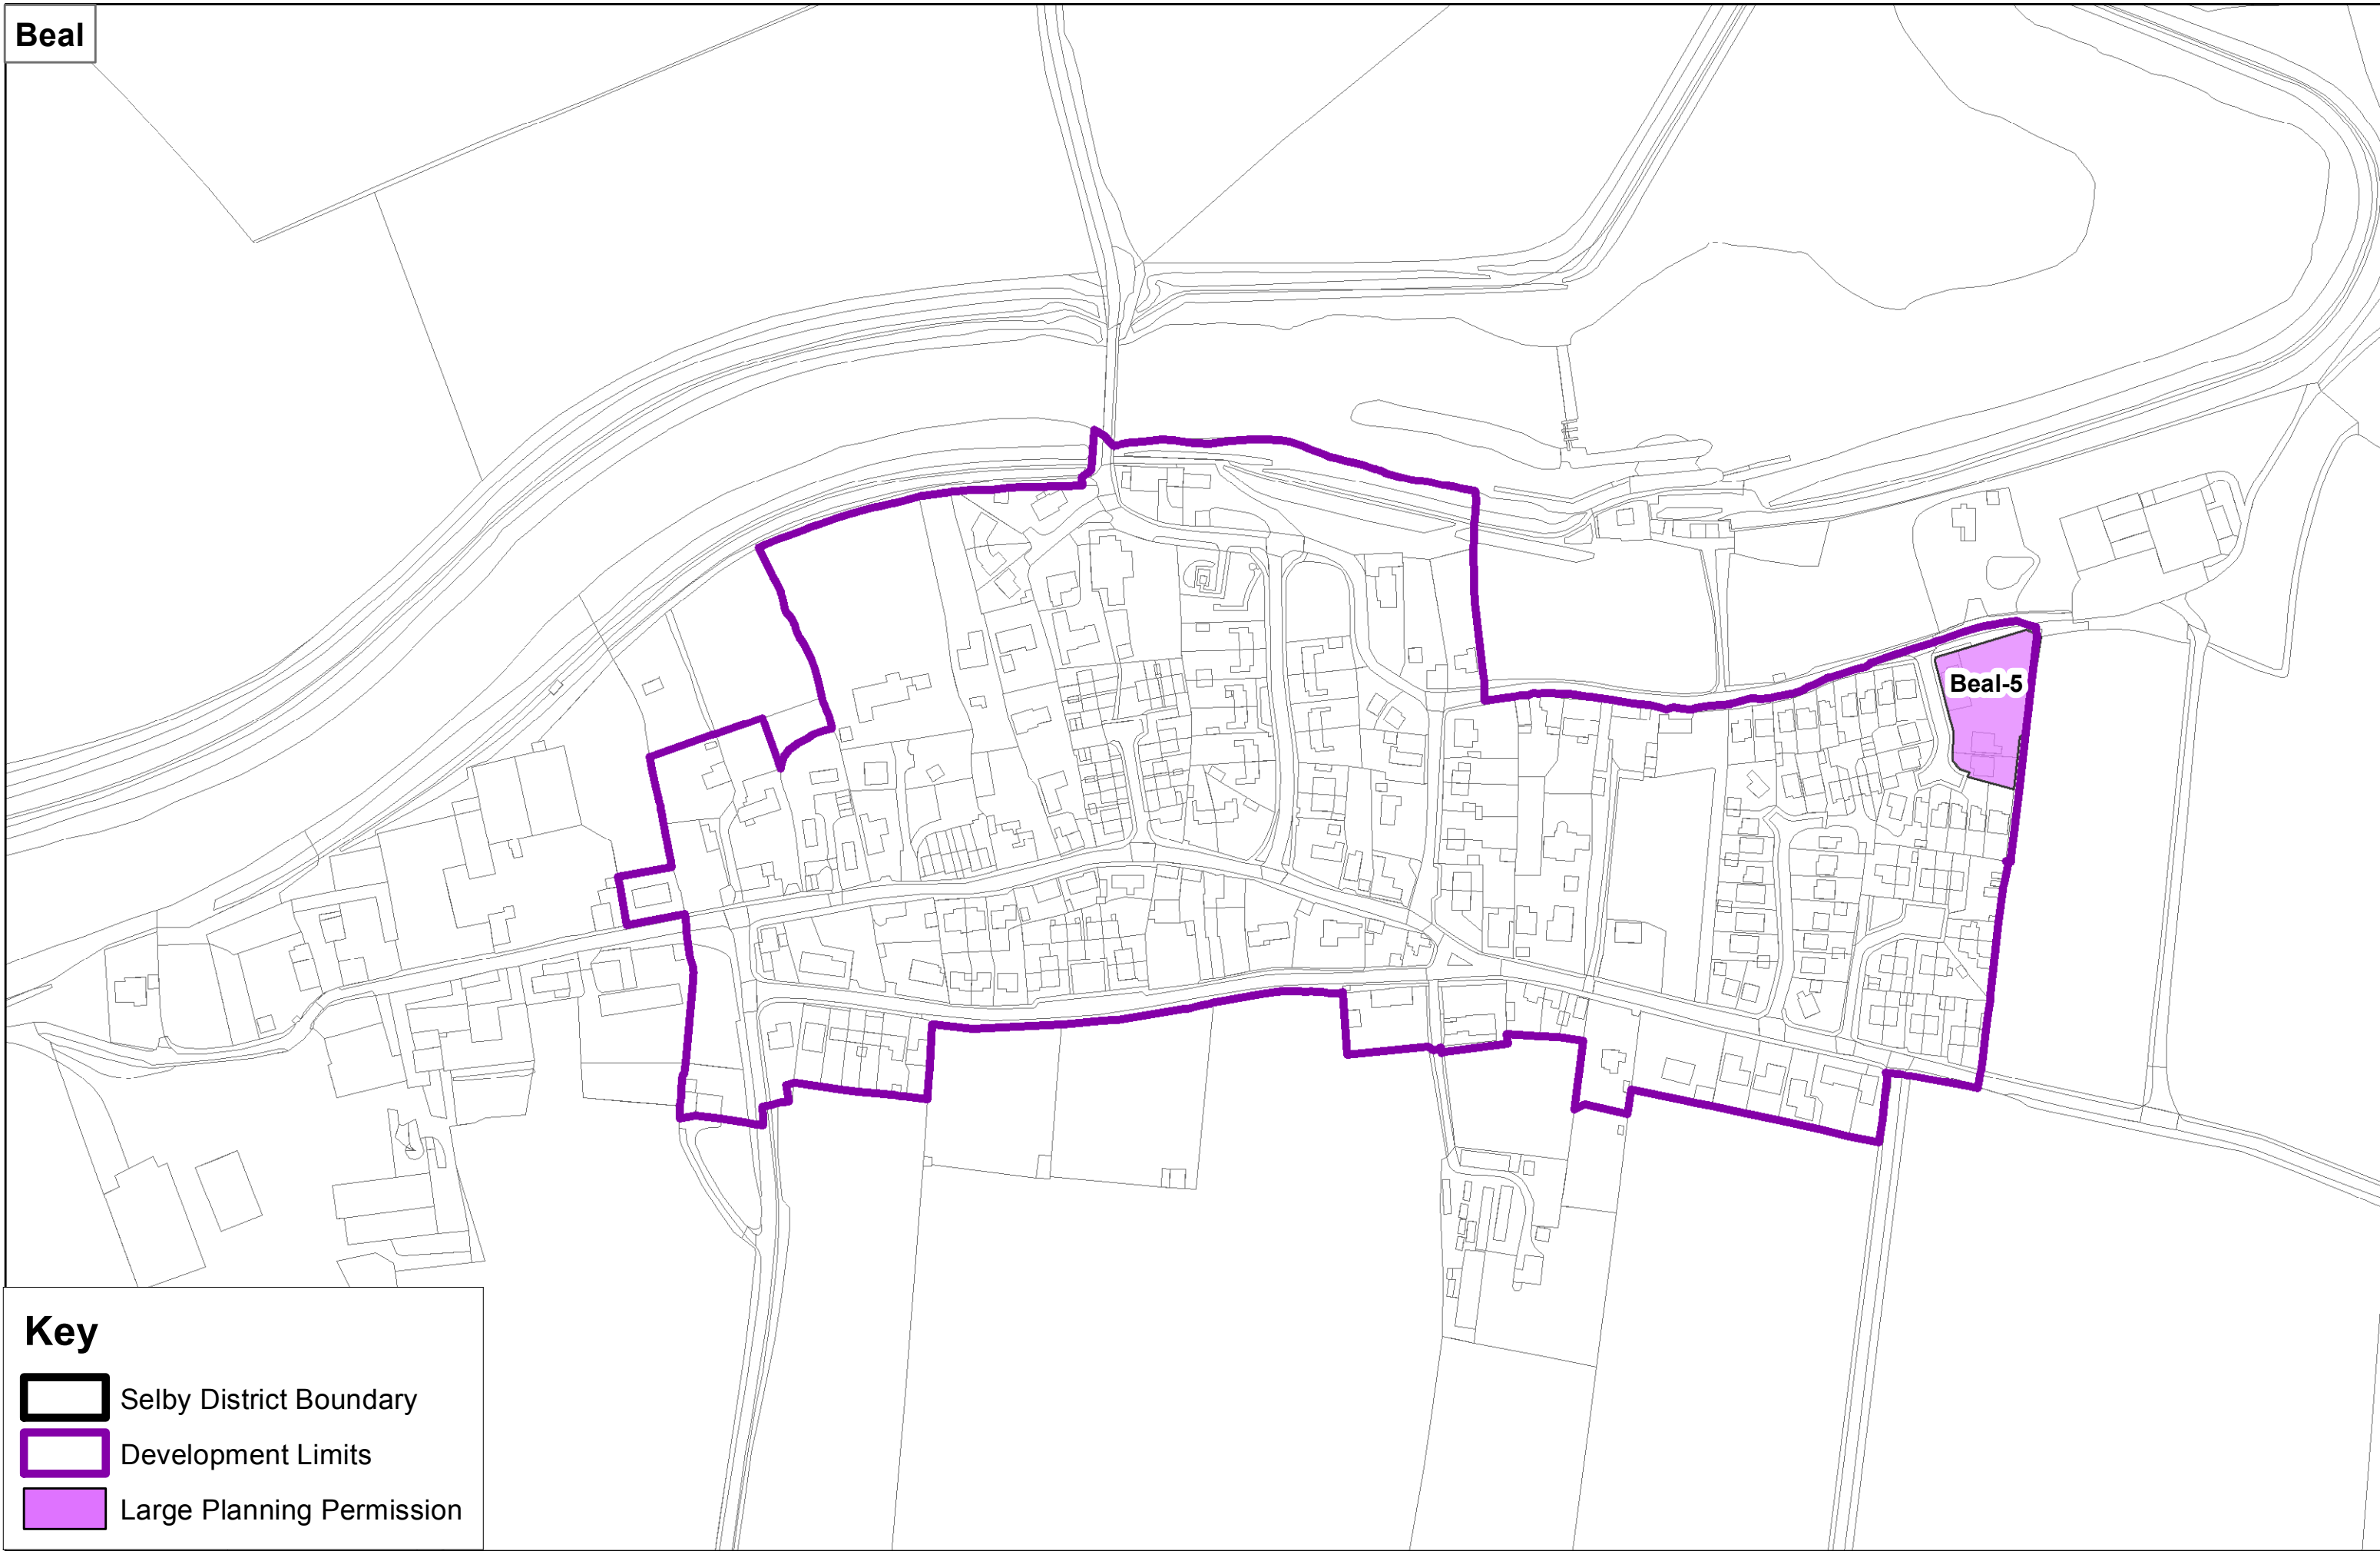 Beal
Beal-5
Key
Selby District Boundary
Development Limits
Large Planning Permission